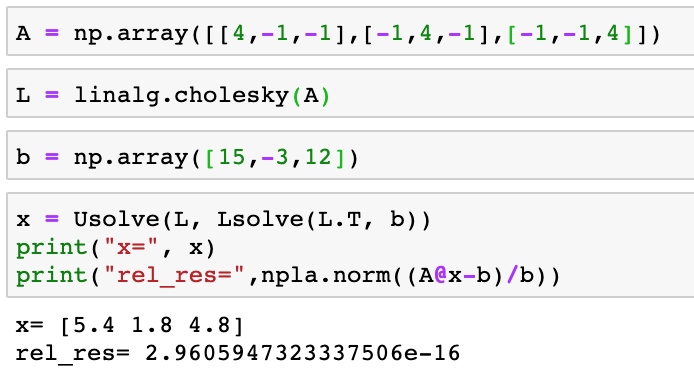 A = np.array([[4,-1,-1],[-1,4,-1],[-1,-1,4]])
L = linalg.cholesky(A)
b = np.array([15,-3,12])
x = Usolve(L, Lsolve(L.T, b))
print("x=", x)
print("rel_res=",npla.norm((A@x-b)/b))
x= [5.4 1.8 4.8]
rel_res= 2.9605947323337506e-16